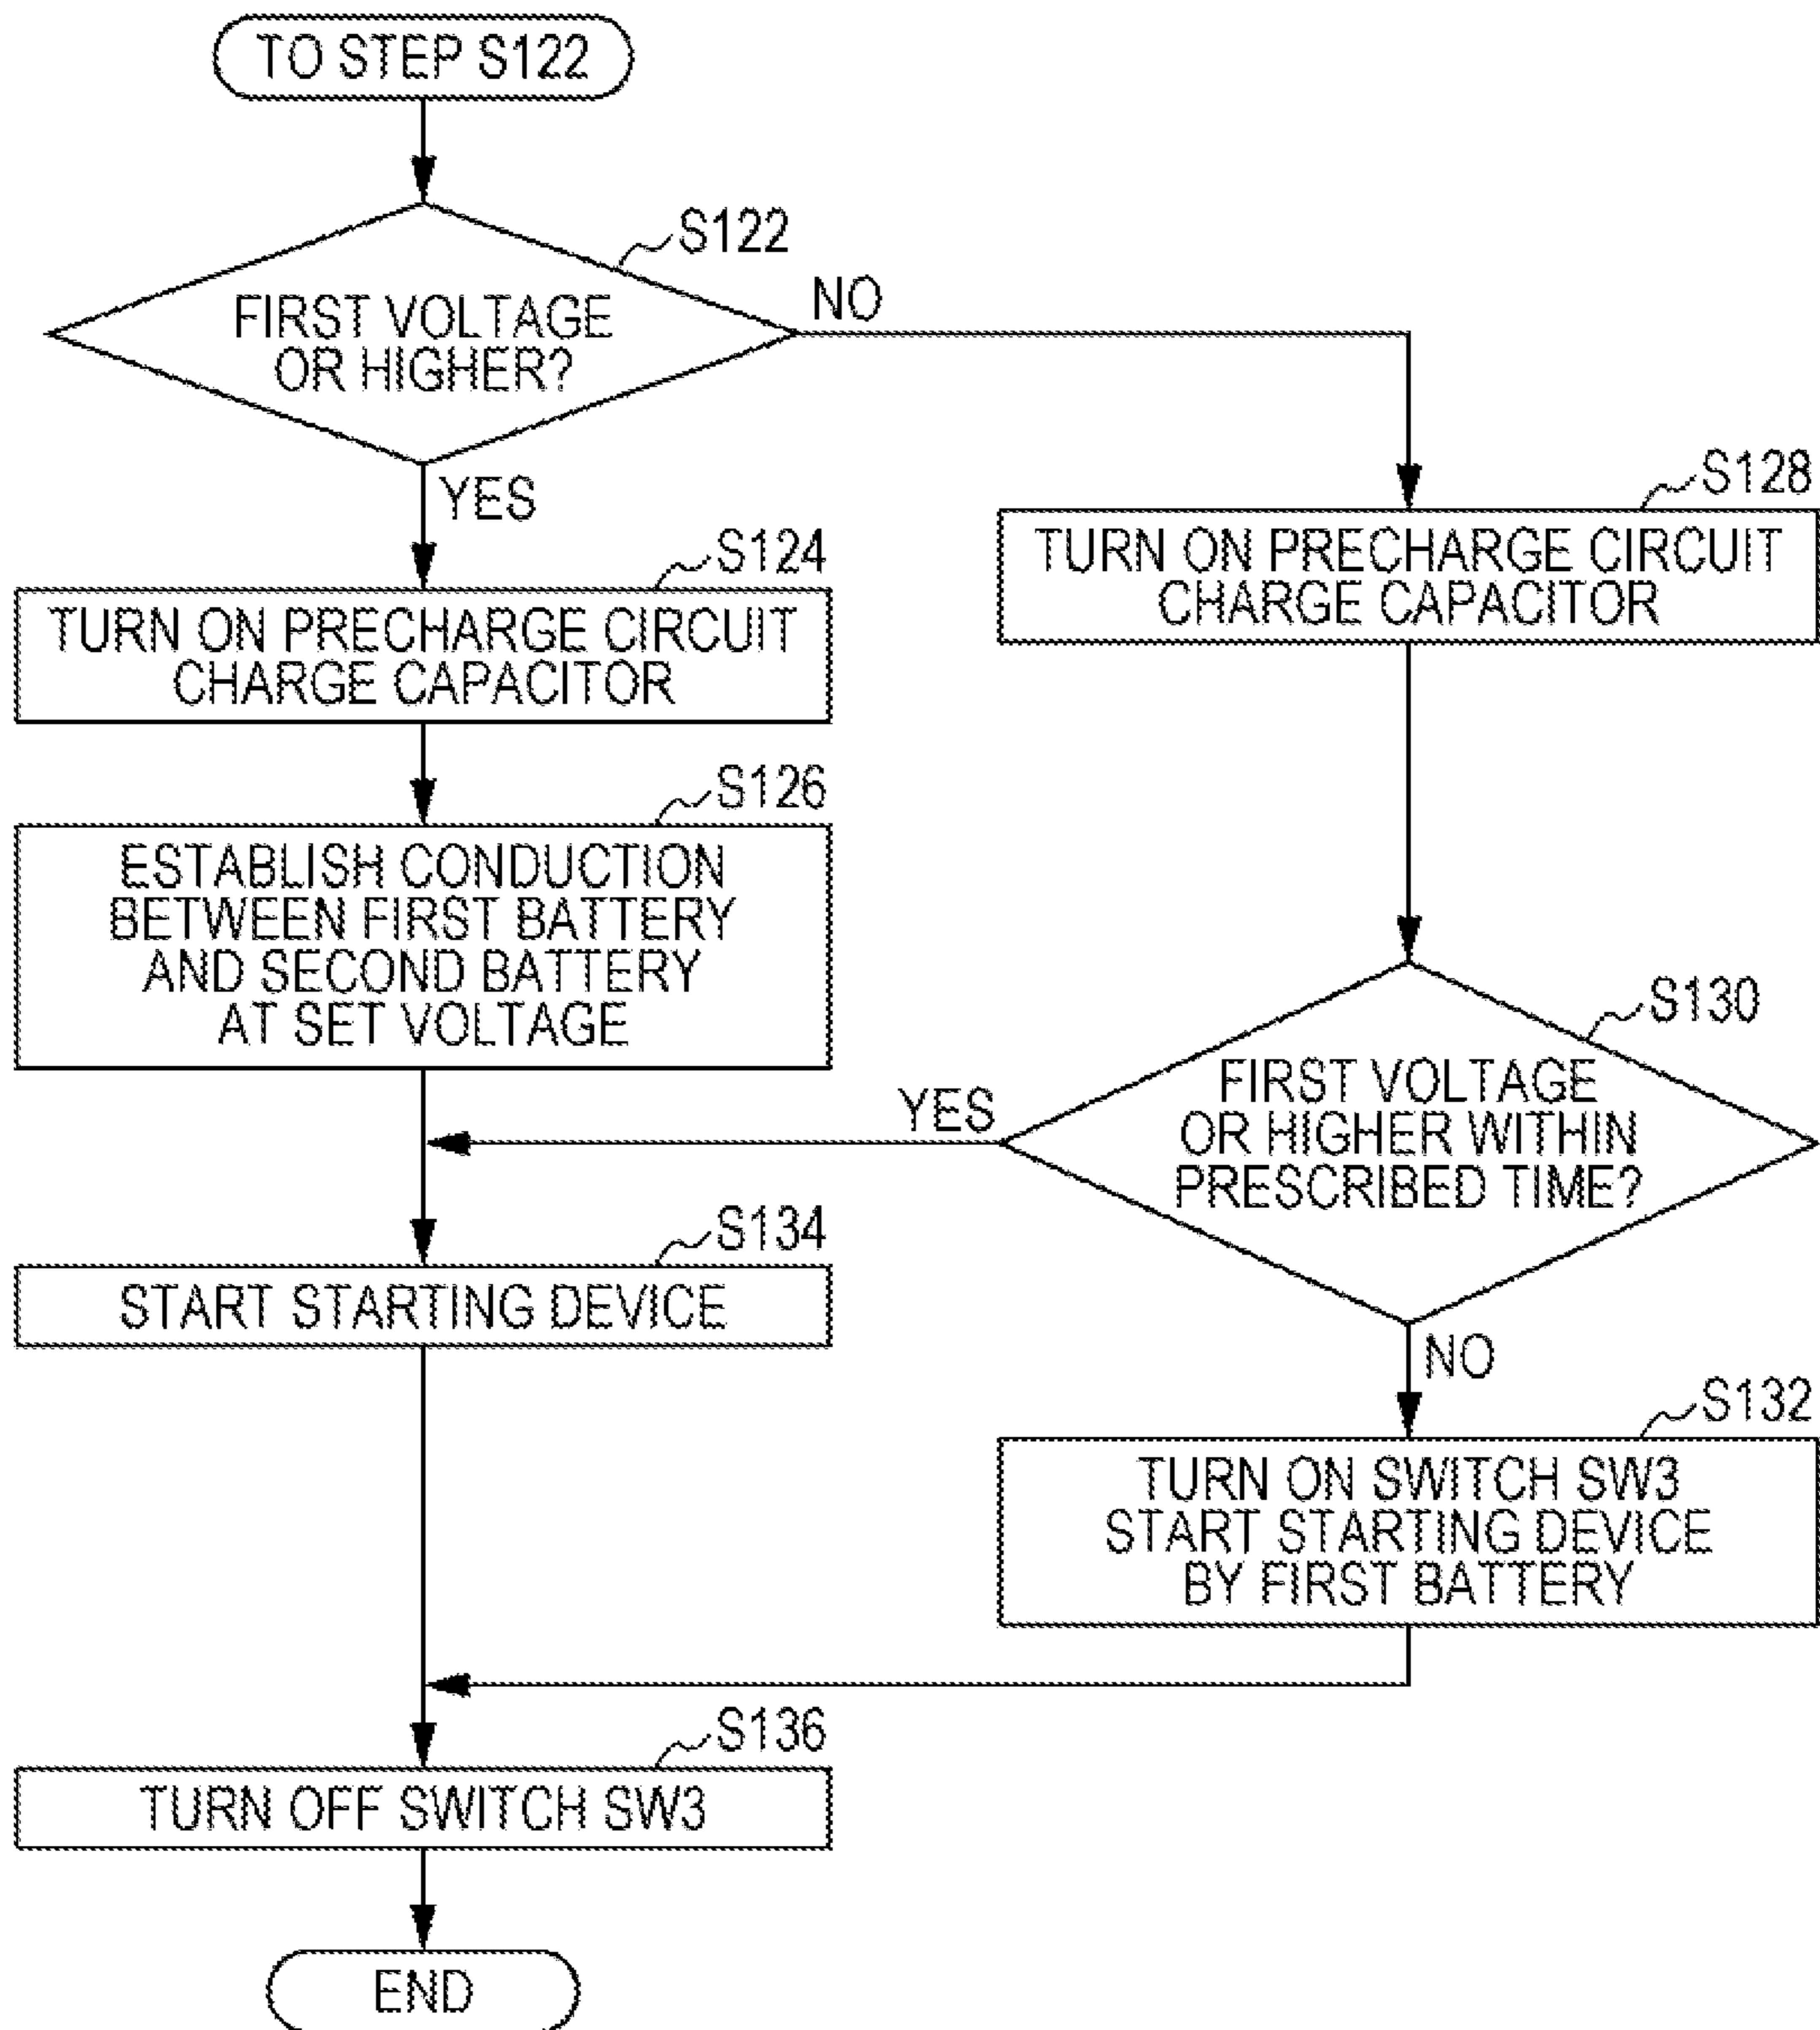 TO STEP S122
S122
FIRST VOLTAGE
OR HIGHER?
NO
YES
S124
TURN ON PRECHARGE CIRCUIT
CHARGE CAPACITOR
S128
TURN ON PRECHARGE CIRCUIT
CHARGE CAPACITOR
S126
ESTABLISH CONDUCTION
BETWEEN FIRST BATTERY
AND SECOND BATTERY
AT SET VOLTAGE
S130
FIRST VOLTAGE
OR HIGHER WITHIN
PRESCRIBED TIME?
YES
NO
S134
START STARTING DEVICE
S132
TURN ON SWITCH SW3
START STARTING DEVICE
BY FIRST BATTERY
S136
TURN OFF SWITCH SW3
END